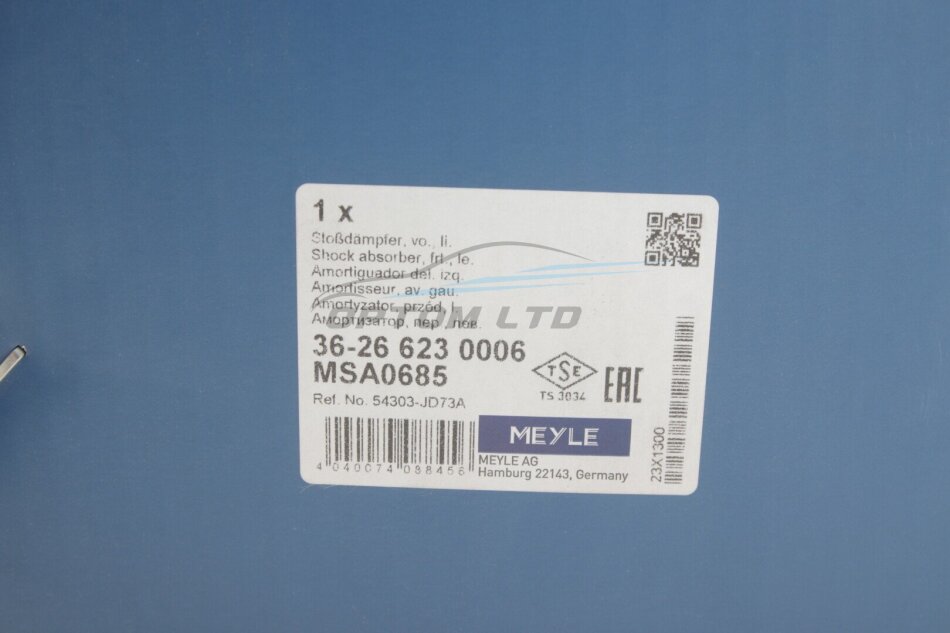 1 x
Stoßdämpfer, vo., li.
Shock absorber, frt., le.
Amortiguador del. izq.
Amortisseur, av. gau.
Amortyzator, przód, l.
Амортизатор, пер., лев.
OPTOM LTD
36-26 623 0006
MSA0685
Ref. No. 54303-JD73A
TSE
TS 3034
EAC
MEYLE
MEYLE AG
Hamburg 22143, Germany
4 040074 038456
23X1300